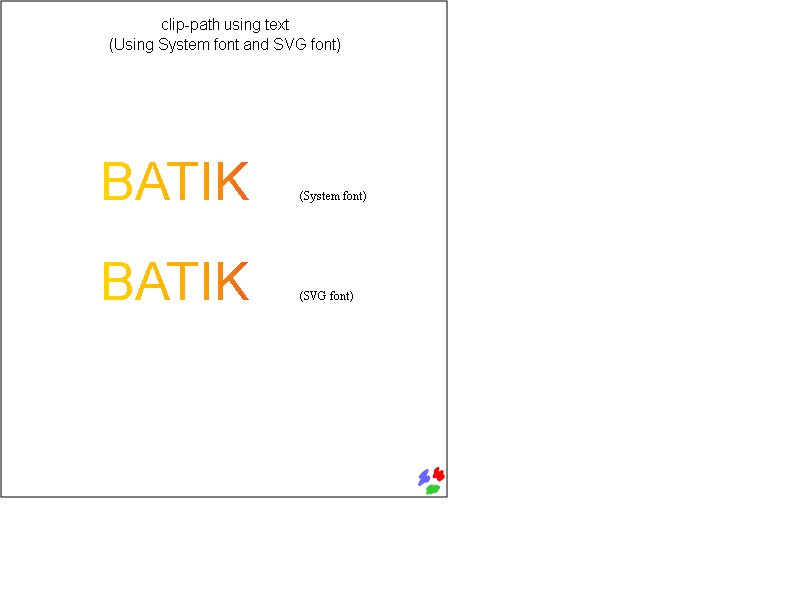 clip-path using text
(Using System font and SVG font)
BATIK
(System font)
BATIK
(SVG font)